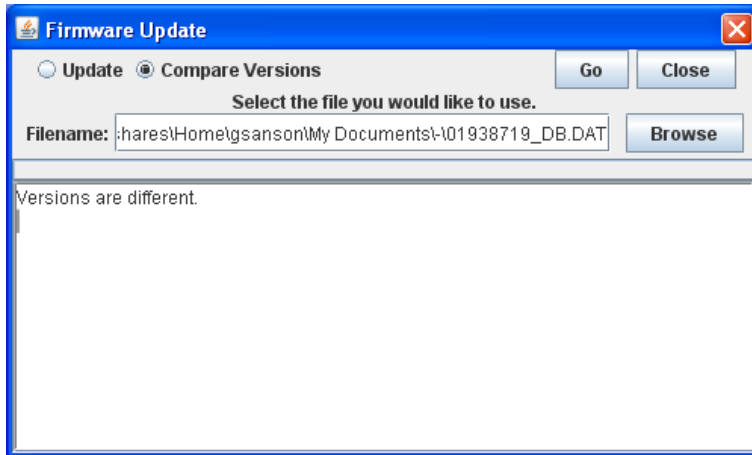 Firmware Update
Update Compare Versions Go Close
Select the file you would like to use.
Filename: :hares\Home\gsanson\My Documents\-\01938719_DB.DAT Browse
Versions are different.